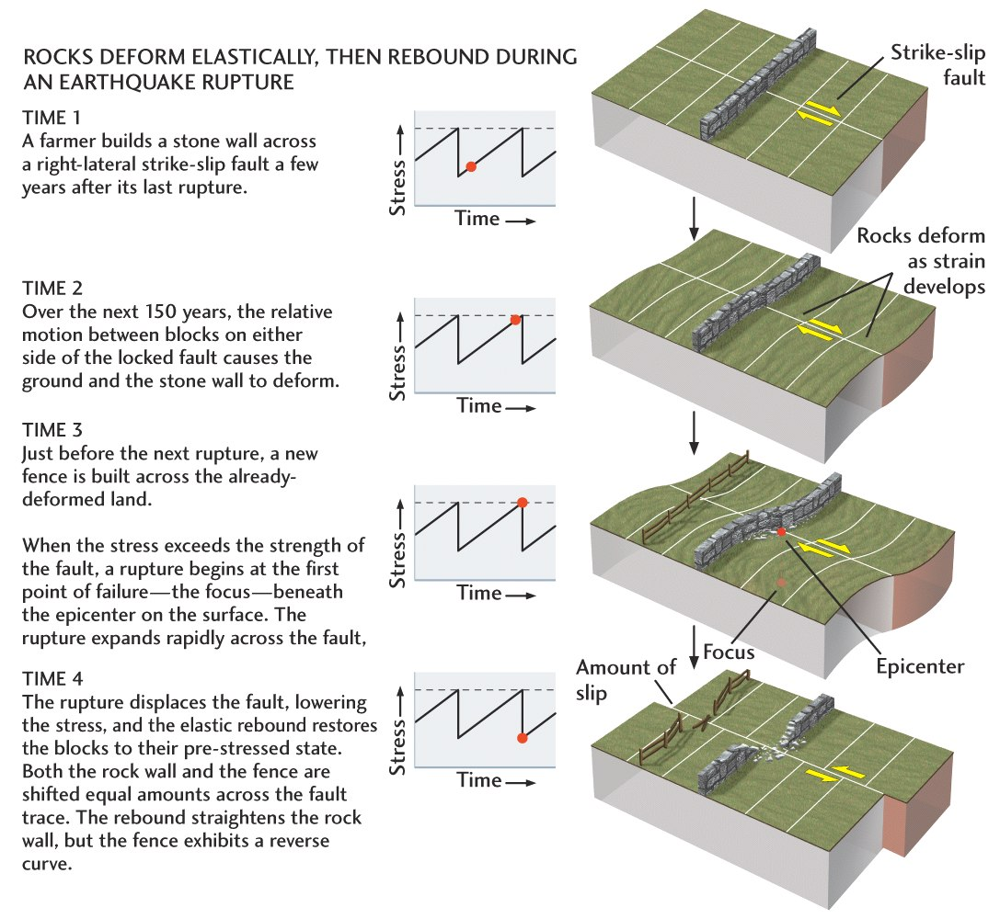 ROCKS DEFORM ELASTICALLY, THEN REBOUND DURING
AN EARTHQUAKE RUPTURE
Strike-slip
fault
TIME 1
A farmer builds a stone wall across
a right-lateral strike-slip fault a few
years after its last rupture.
Stress
Time
Rocks deform
as strain
develops
TIME 2
Over the next 150 years, the relative
motion between blocks on either
side of the locked fault causes the
ground and the stone wall to deform.
Stress
Time
TIME 3
Just before the next rupture, a new
fence is built across the already-
deformed land.
When the stress exceeds the strength of
the fault, a rupture begins at the first
point of failure—the focus—beneath
the epicenter on the surface. The
rupture expands rapidly across the fault,
Stress
Time
Focus
Epicenter
Amount of
slip
TIME 4
The rupture displaces the fault, lowering
the stress, and the elastic rebound restores
the blocks to their pre-stressed state.
Both the rock wall and the fence are
shifted equal amounts across the fault
trace. The rebound straightens the rock
wall, but the fence exhibits a reverse
curve.
Stress
Time